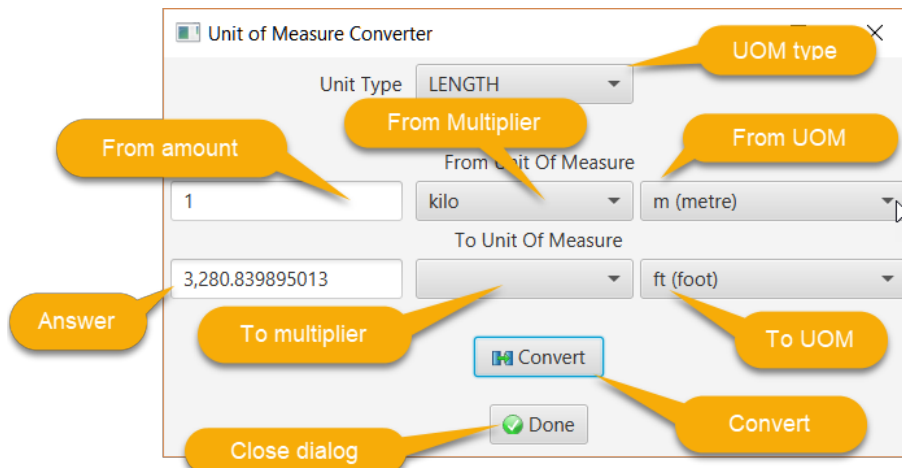 Unit of Measure Converter
UOM type
Unit Type LENGTH
From Multiplier
From amount
From UOM
From Unit Of Measure
1 kilo m (metre)
To Unit Of Measure
3,280.839895013 ft (foot)
Answer
To multiplier
To UOM
Convert
Convert
Done
Close dialog